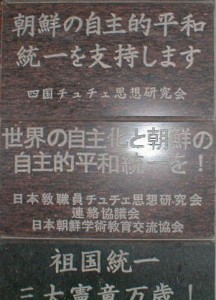 朝鮮の自主的平和
統一を支持します
四国チュチェ思想研究会
世界の自主化と朝鮮の
自主的平和統一を！
日本教職員チュチェ思想研究会
連絡協議会
日本朝鮮学術教育交流協会
祖国統一
三大憲章万歳！